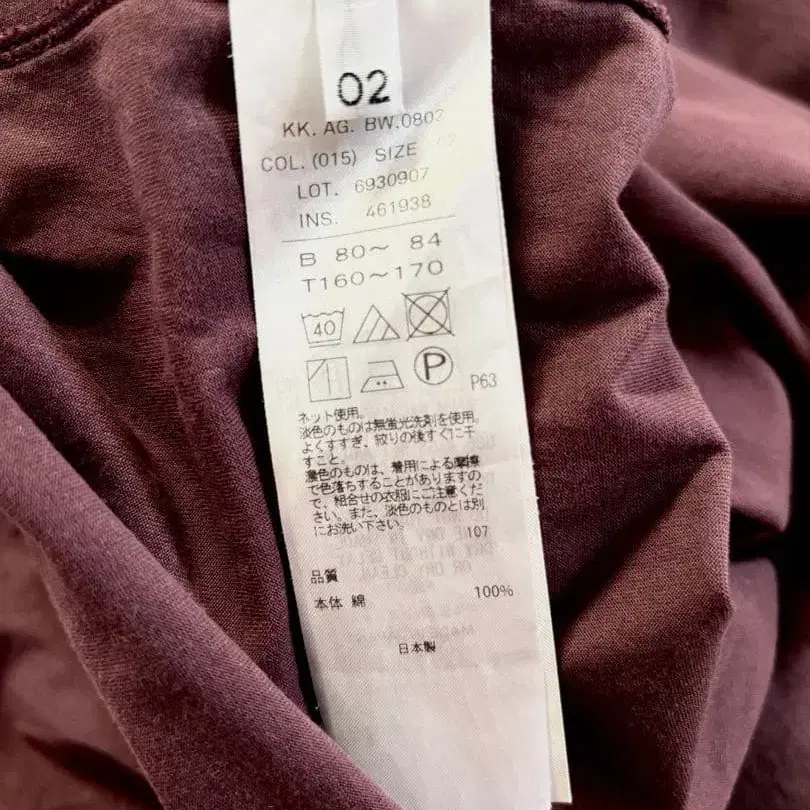 02
KK. AG. BW.0802
COL. (015) SIZE 02
LOT. 6930907
INS. 461938
B 80～ 84
T160～170
40
P
P63
ネット使用。
淡色のものは無蛍光洗剤を使用。
よくすすぎ、絞りの後すぐに干
すこと。
濃色のものは、着用による摩擦
で色落ちすることがありますの
で、組合せの衣服にご注意くだ
さい。また、淡色のものとは別
にお洗い下さい。
107
品質
本体 綿 100%
日本製